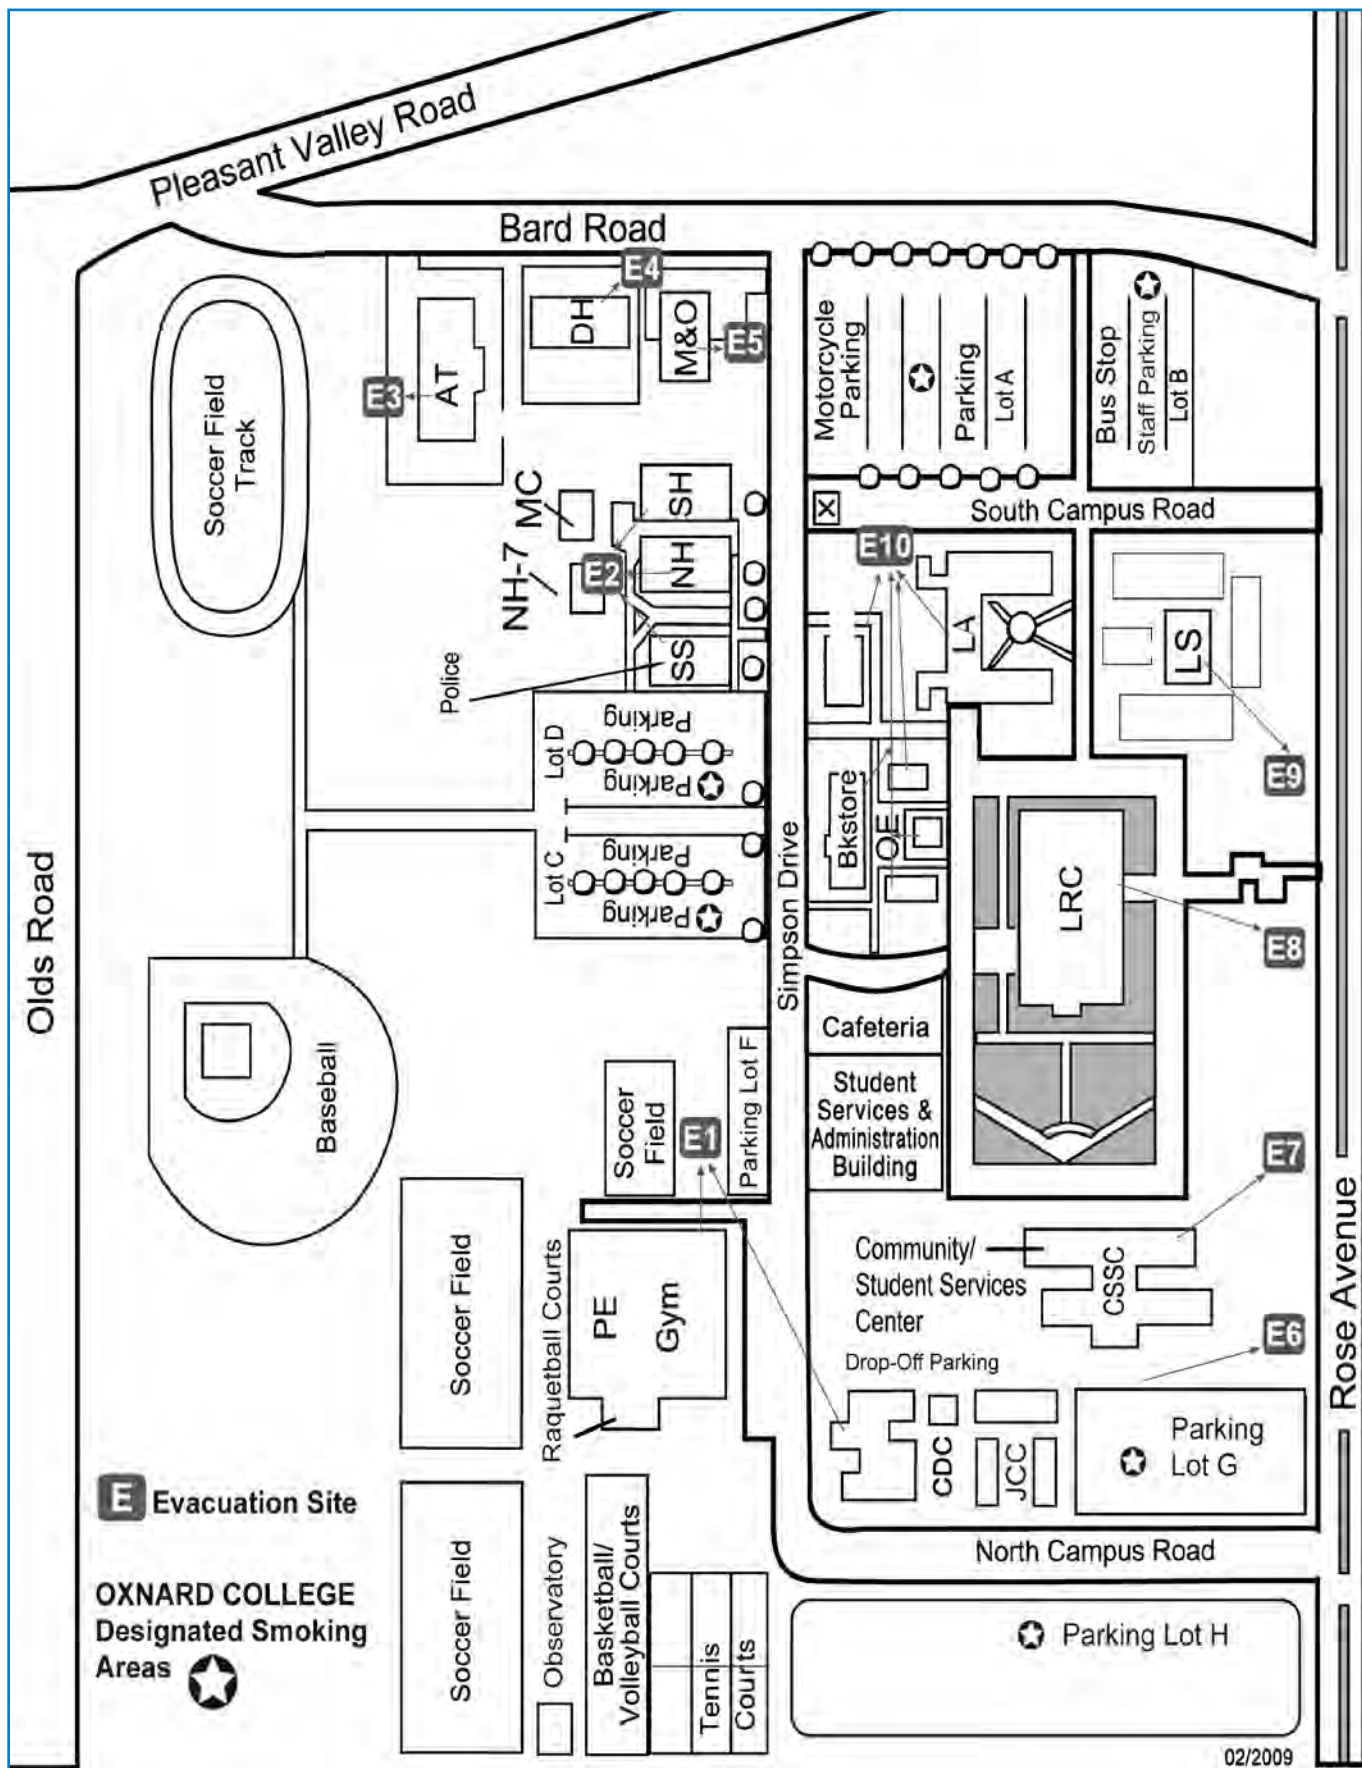 Pleasant Valley Road
Bard Road
E4
DH
M&O
E5
E3
AT
Soccer Field
Track
Motorcycle
Parking
Parking
Lot A
Bus Stop
Staff Parking
Lot B
South Campus Road
X
MC
SH
NH-7
E2
NH
SS
Police
E10
LA
LS
E9
Lot D
Parking
Parking
Lot C
Parking
Parking
Bkstore
OE
LRC
E8
Simpson Drive
Olds Road
Baseball
Cafeteria
Student
Services &
Administration
Building
Soccer
Field
E1
Parking Lot F
E7
Community/
Student Services
Center
CSSC
E6
Rose Avenue
Drop-Off Parking
Soccer Field
Raquetball Courts
PE
Gym
CDC
JCC
Parking
Lot G
North Campus Road
E Evacuation Site
OXNARD COLLEGE
Designated Smoking
Areas
Soccer Field
Observatory
Basketball/
Volleyball Courts
Tennis
Courts
Parking Lot H
02/2009